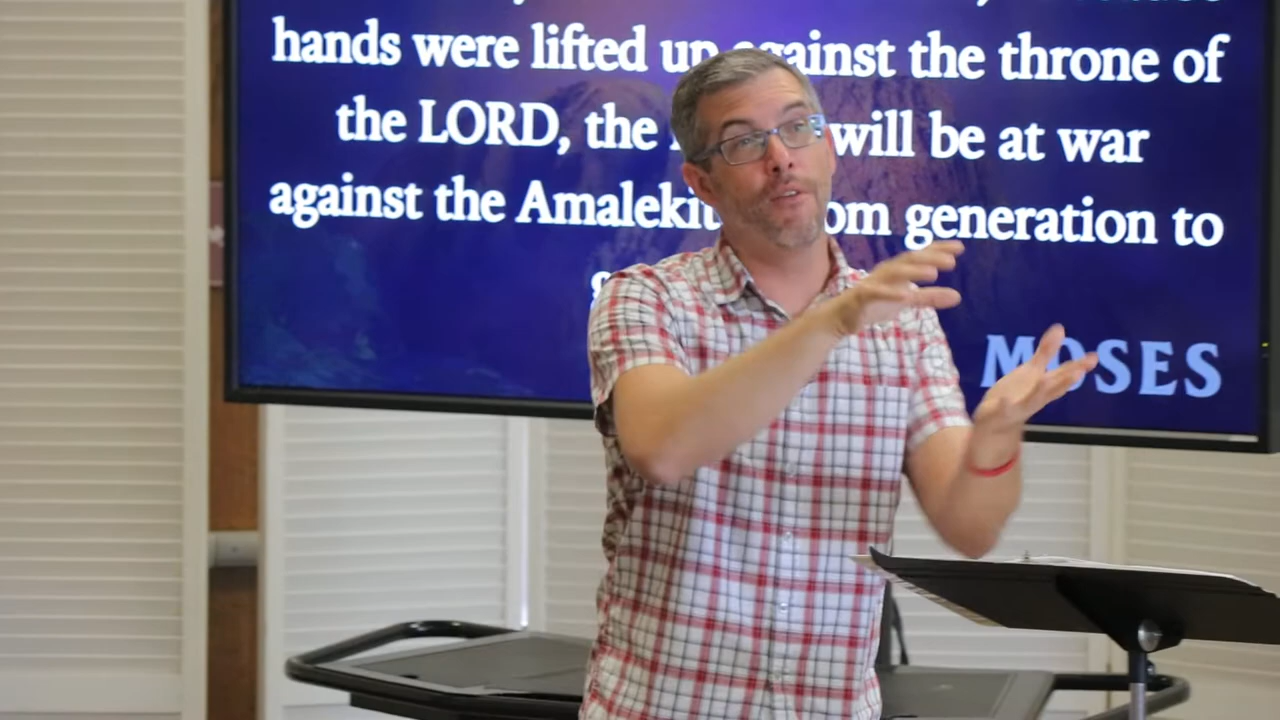 hands were lifted up against the throne of
the LORD, the will be at war
against the Amalekit om generation to
MOSES